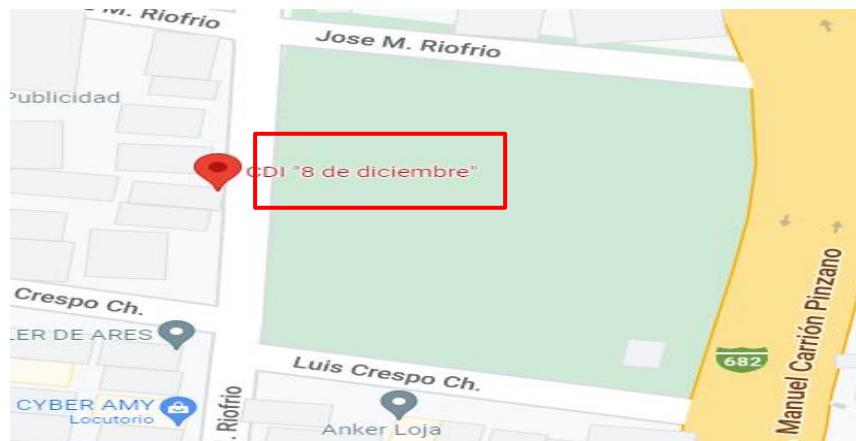 M. Riofrio
Jose M. Riofrio
Publicidad
CDI "8 de diciembre"
Crespo Ch.
LER DE ARES
Luis Crespo Ch.
682
Manuel Carrión Pinzano
CYBER AMY
Locutorio
. Riofrio
Anker Loja